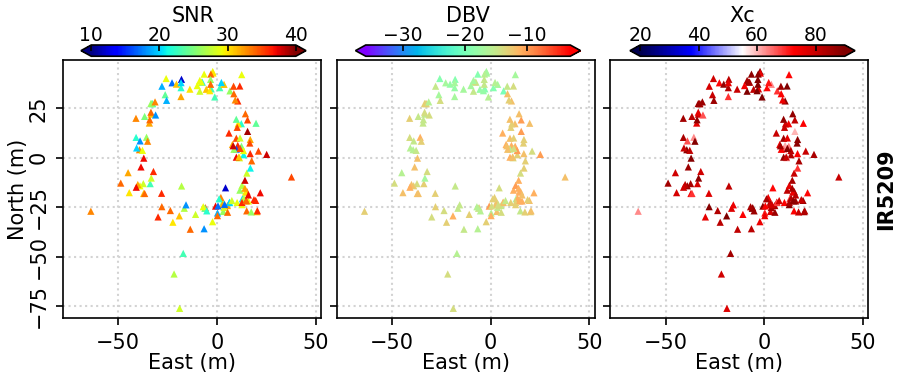 SNR DBV Xc
10 20 30 40 −30 −20 −10 20 40 60 80
North (m)
25
0
−25
−50
−75
IR5209
−50 0 50 −50 0 50 −50 0 50
East (m) East (m) East (m)